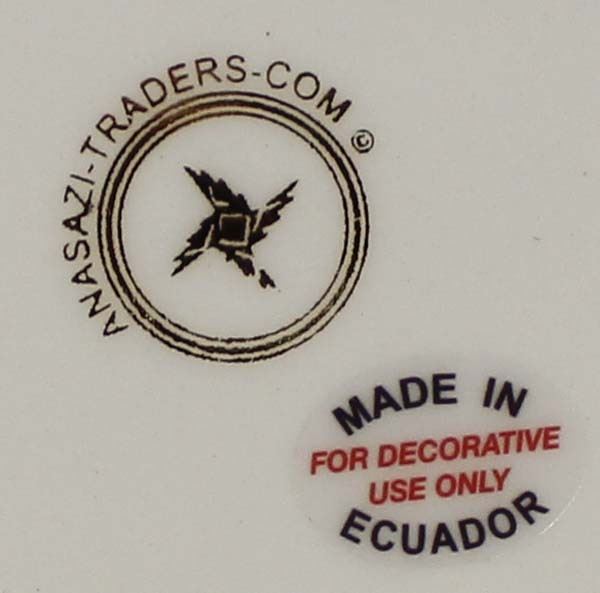 ANASAZI-TRADERS-COM ©
MADE IN
FOR DECORATIVE
USE ONLY
ECUADOR